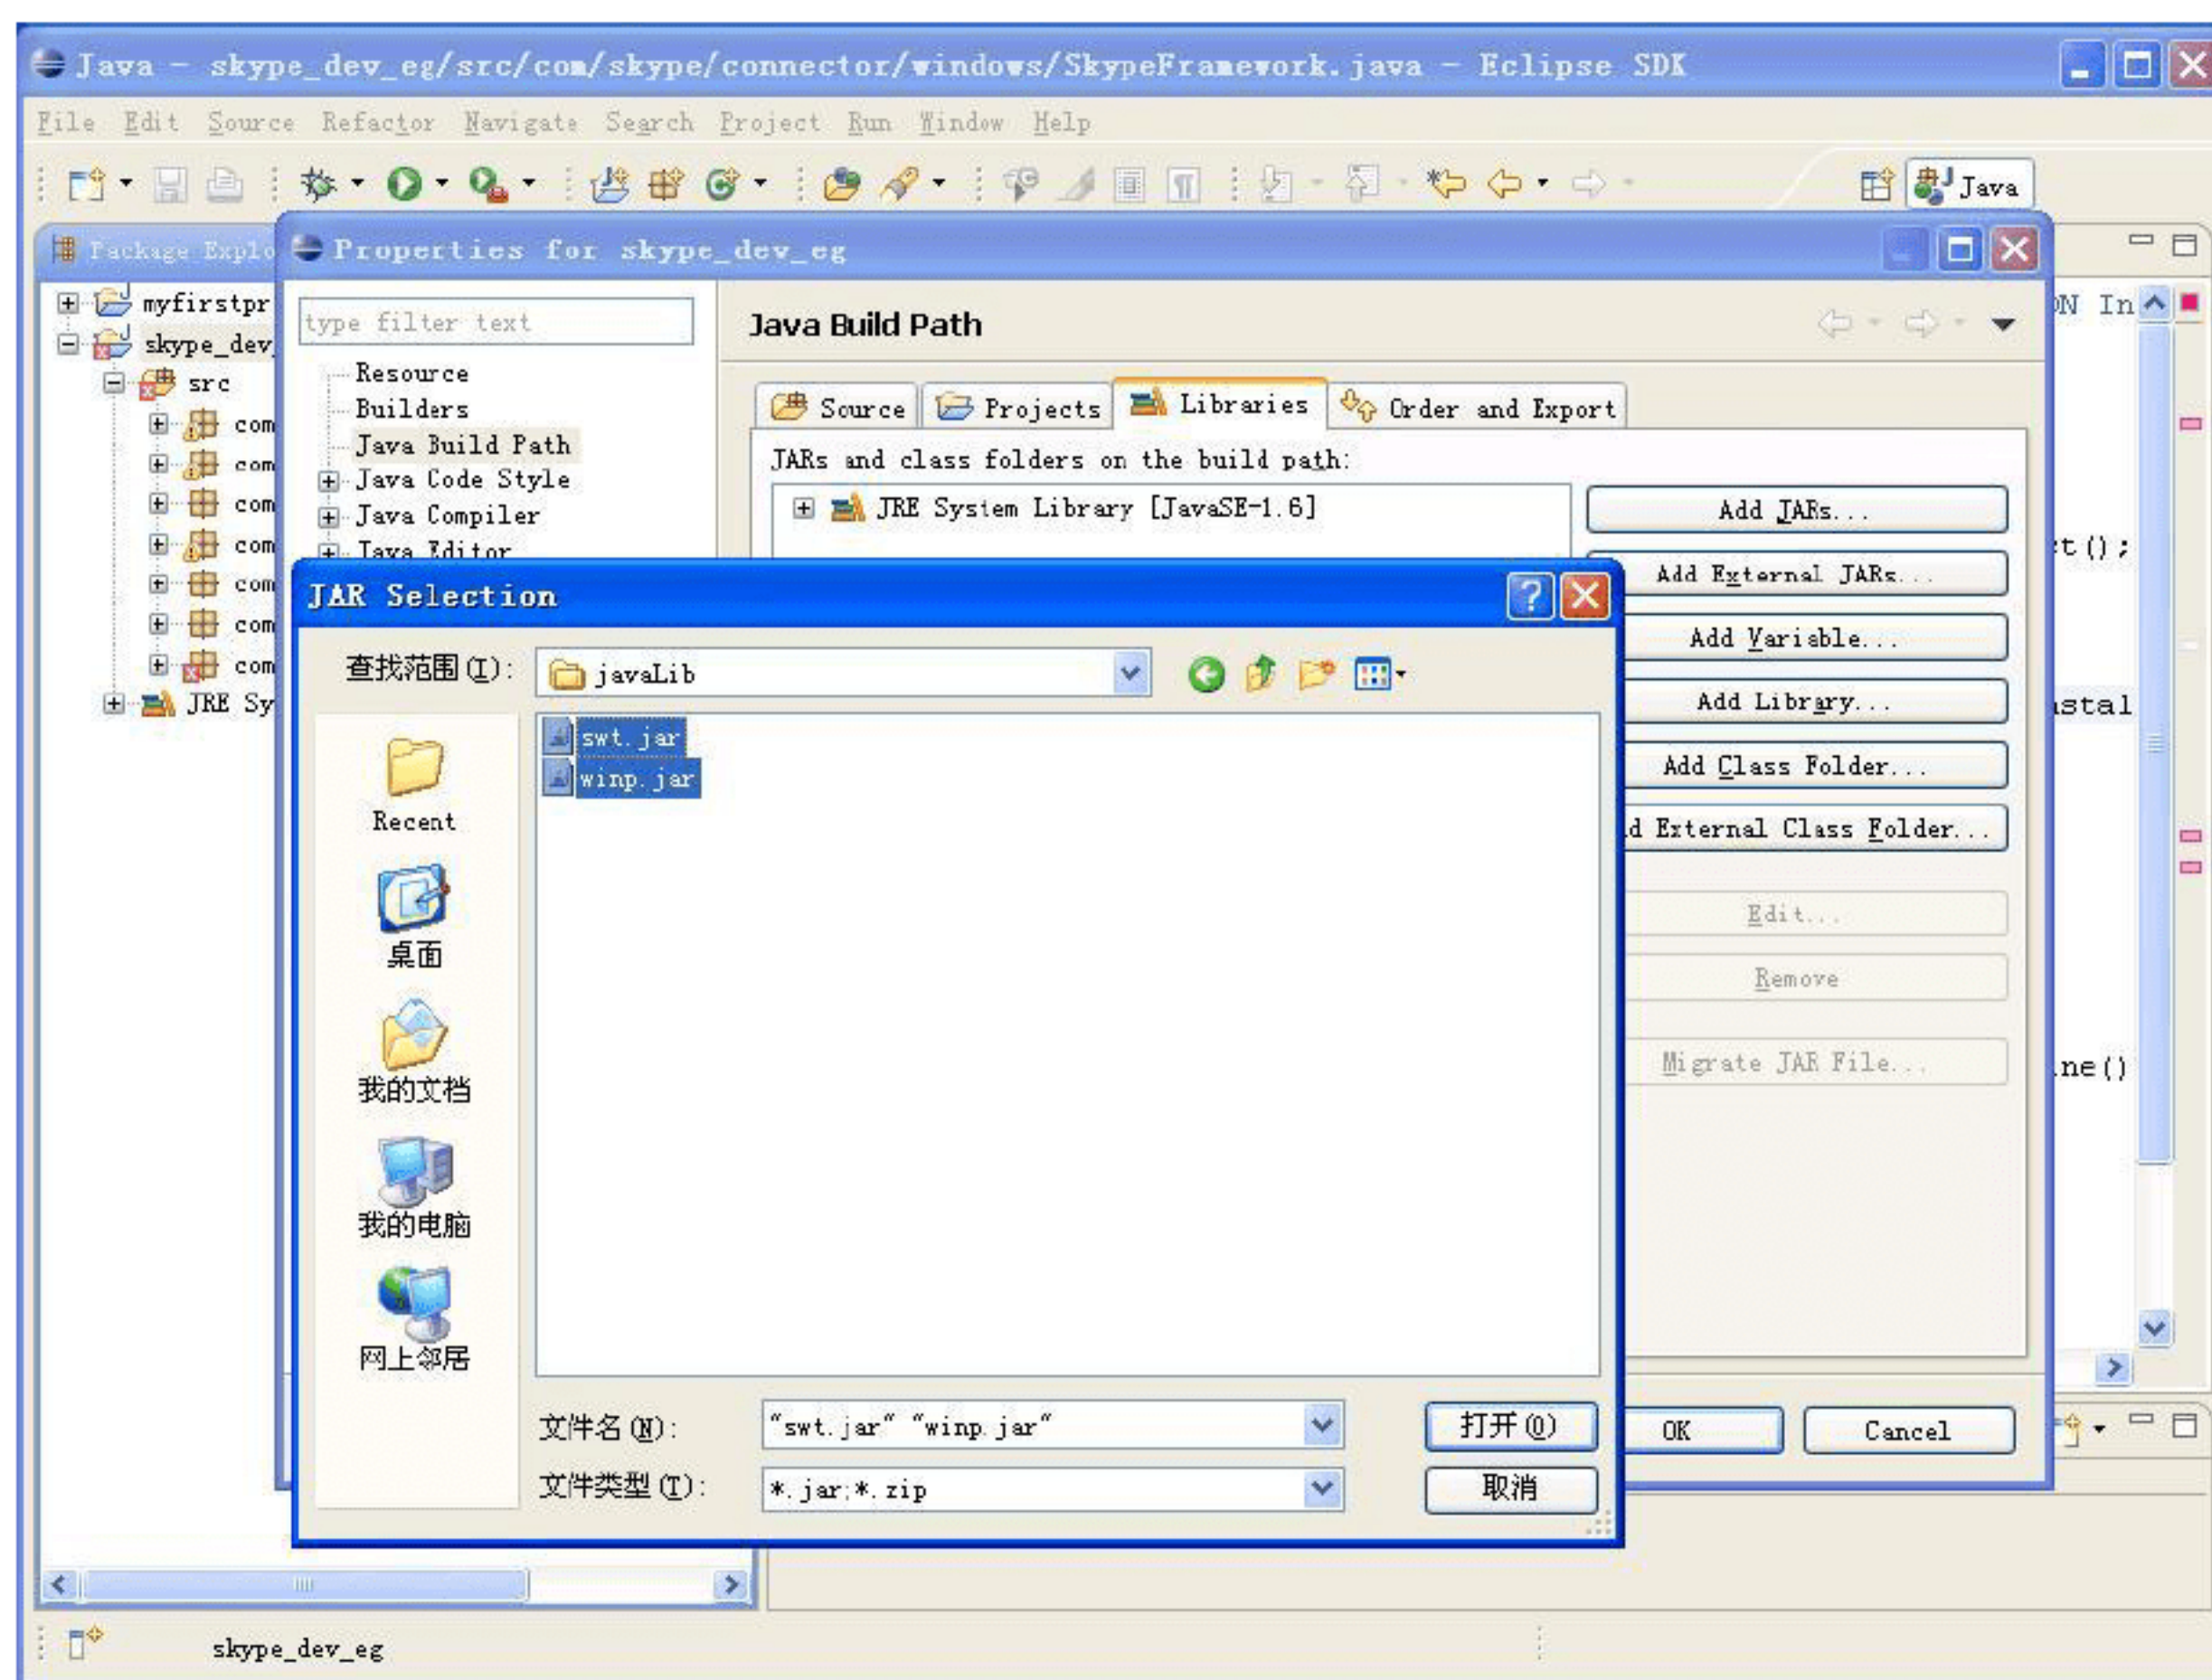 Java - skype_dev_eg/src/com/skype/connector/windows/SkypeFramework.java - Eclipse SDK
File Edit Source Refactor Navigate Search Project Run Window Help
Java
Package Explo
myfirstpr
skype_dev_
src
com
com
com
com
com
com
com
JRE Sy
Properties for skype_dev_eg
type filter text
Resource
Builders
Java Build Path
Java Code Style
Java Compiler
Java Editor
Java Build Path
Source Projects Libraries Order and Export
JARs and class folders on the build path:
JRE System Library [JavaSE-1.6]
Add JARs...
Add External JARs...
Add Variable...
Add Library...
Add Class Folder...
d External Class Folder...
Edit...
Remove
Migrate JAR File...
OK Cancel
ON In
ct();
stal
ne()
JAR Selection
查找范围(I):
javaLib
swt.jar
winp.jar
Recent
桌面
我的文档
我的电脑
网上邻居
文件名(N):
"swt.jar" "winp.jar"
打开(O)
文件类型(T):
*.jar;*.zip
取消
skype_dev_eg